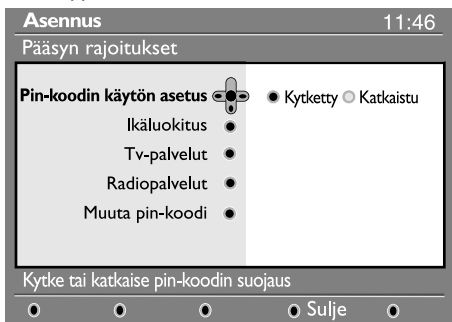 Asennus 11:46
Pääsyn rajoitukset
Pin-koodin käytön asetus Kytketty Katkaistu
Ikäluokitus
Tv-palvelut
Radiopalvelut
Muuta pin-koodi
Kytke tai katkaise pin-koodin suojaus
Sulje